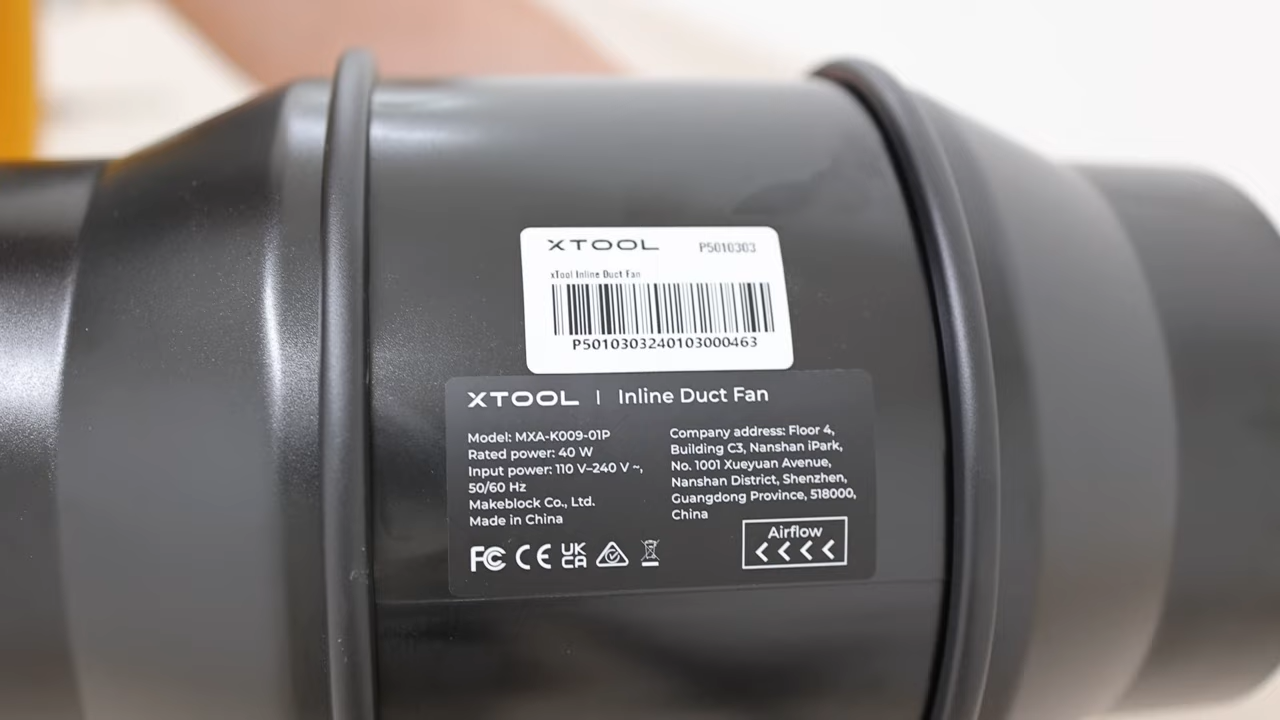 XTOOL P5010303
xTool Inline Duct Fan
P5010303240103000463
XTOOL | Inline Duct Fan
Model: MXA-K009-01P
Rated power: 40 W
Input power: 110 V–240 V ~,
50/60 Hz
Makeblock Co., Ltd.
Made in China
Company address: Floor 4,
Building C3, Nanshan iPark,
No. 1001 Xueyuan Avenue,
Nanshan District, Shenzhen,
Guangdong Province, 518000,
China
FC CE UK
CA
Airflow